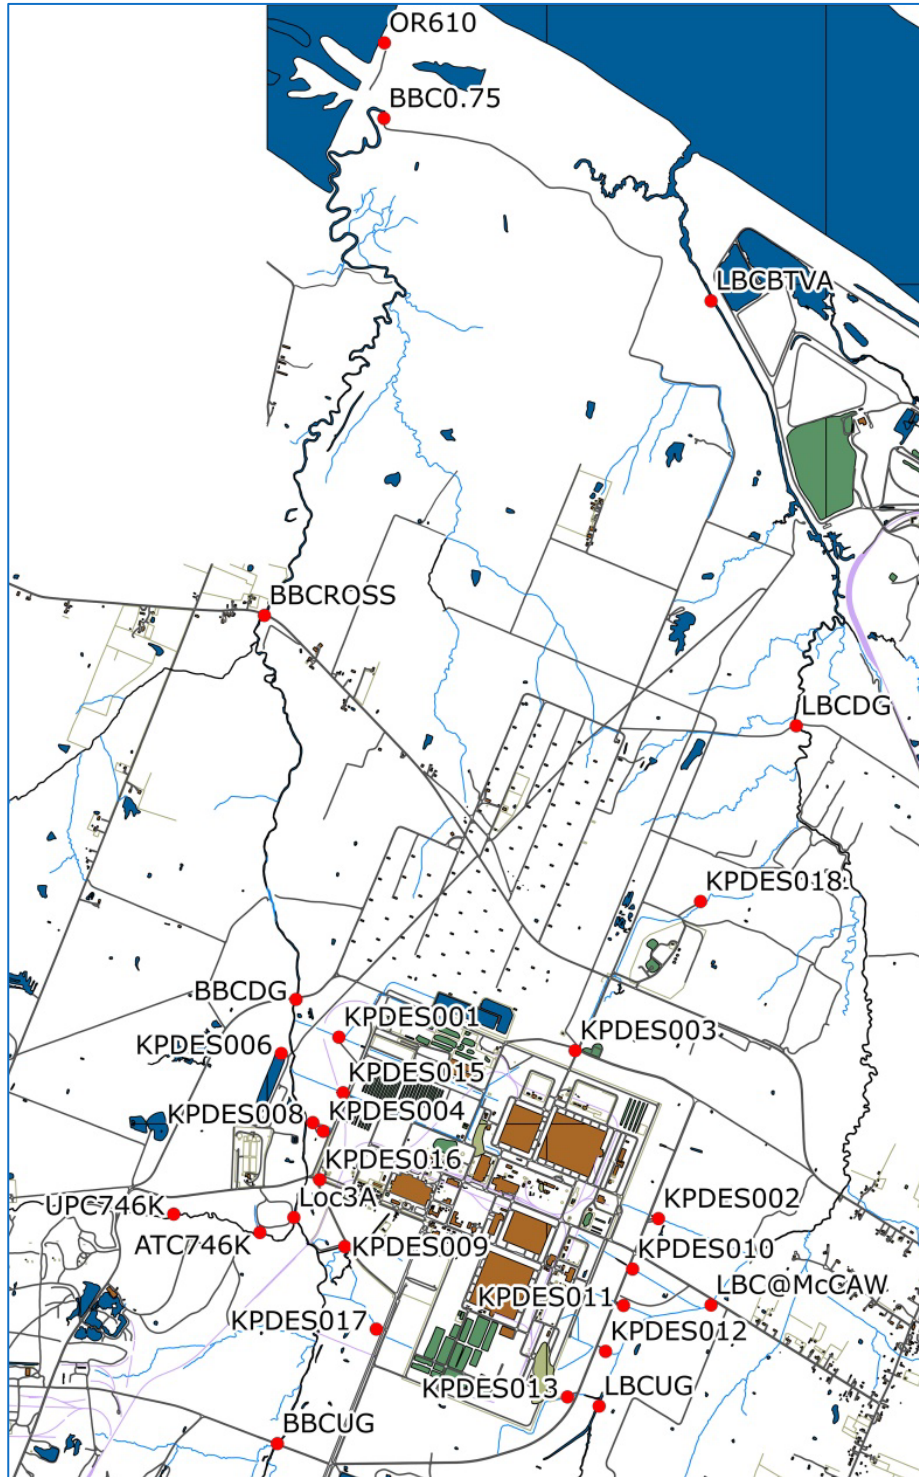 OR610
BBC0.75
LBCBTVA
BBCROSS
LBCDG
KPDES018
BBCDG
KPDES001
KPDES003
KPDES006
KPDES015
KPDES008
KPDES004
KPDES016
UPC746K
Loc3A
KPDES002
ATC746K
KPDES009
KPDES010
LBC@McCAW
KPDES011
KPDES017
KPDES012
KPDES013
LBCUG
BBCUG